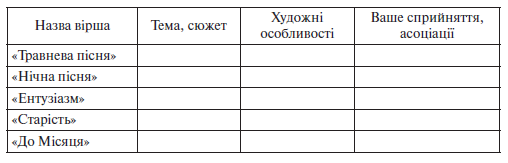 Назва вірша Тема, сюжет Художні особливості Ваше сприйняття, асоціації
«Травнева пісня»
«Нічна пісня»
«Ентузіазм»
«Старість»
«До Місяця»